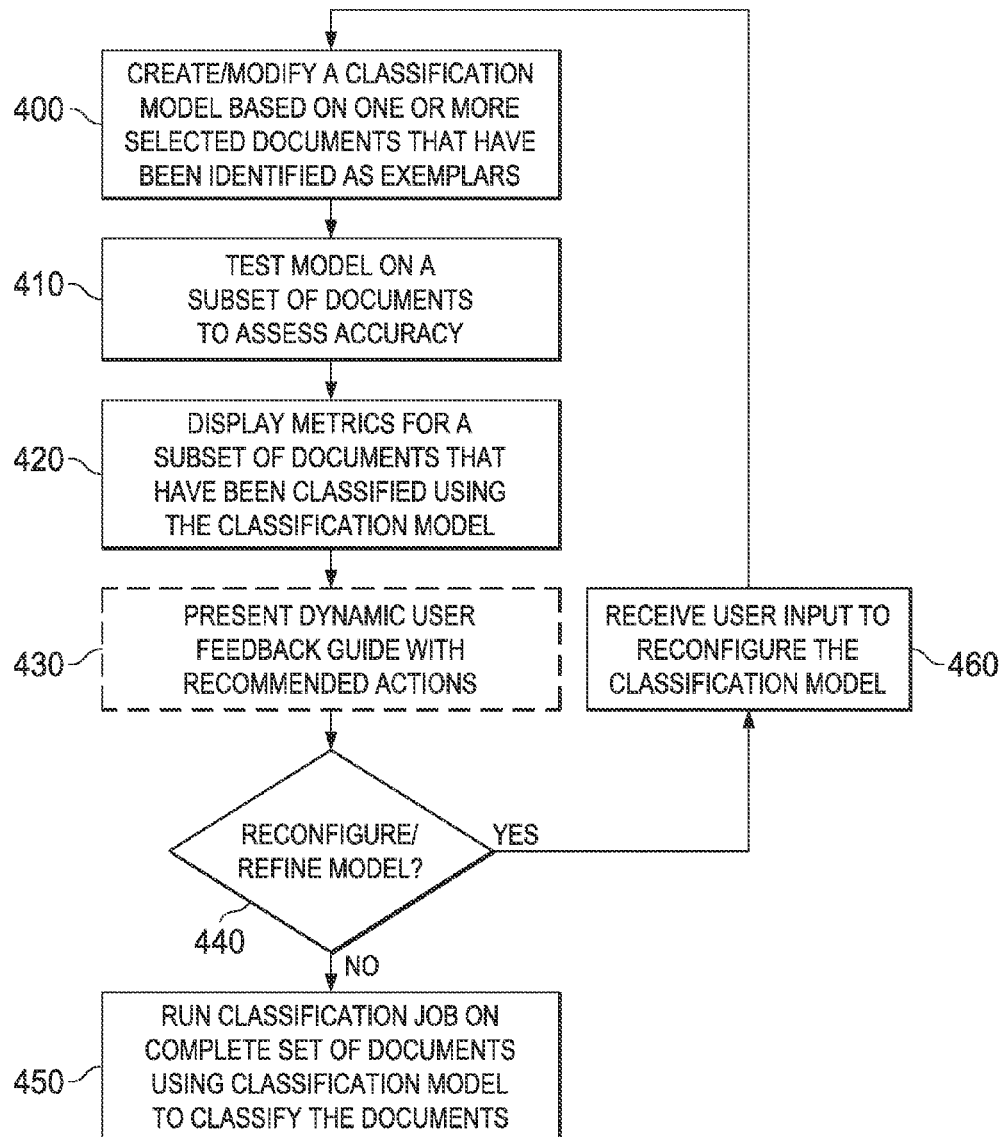 400
CREATE/MODIFY A CLASSIFICATION
MODEL BASED ON ONE OR MORE
SELECTED DOCUMENTS THAT HAVE
BEEN IDENTIFIED AS EXEMPLARS
410
TEST MODEL ON A
SUBSET OF DOCUMENTS
TO ASSESS ACCURACY
420
DISPLAY METRICS FOR A
SUBSET OF DOCUMENTS THAT
HAVE BEEN CLASSIFIED USING
THE CLASSIFICATION MODEL
430
PRESENT DYNAMIC USER
FEEDBACK GUIDE WITH
RECOMMENDED ACTIONS
RECEIVE USER INPUT TO
RECONFIGURE THE
CLASSIFICATION MODEL
460
RECONFIGURE/
REFINE MODEL?
YES
440
NO
450
RUN CLASSIFICATION JOB ON
COMPLETE SET OF DOCUMENTS
USING CLASSIFICATION MODEL
TO CLASSIFY THE DOCUMENTS